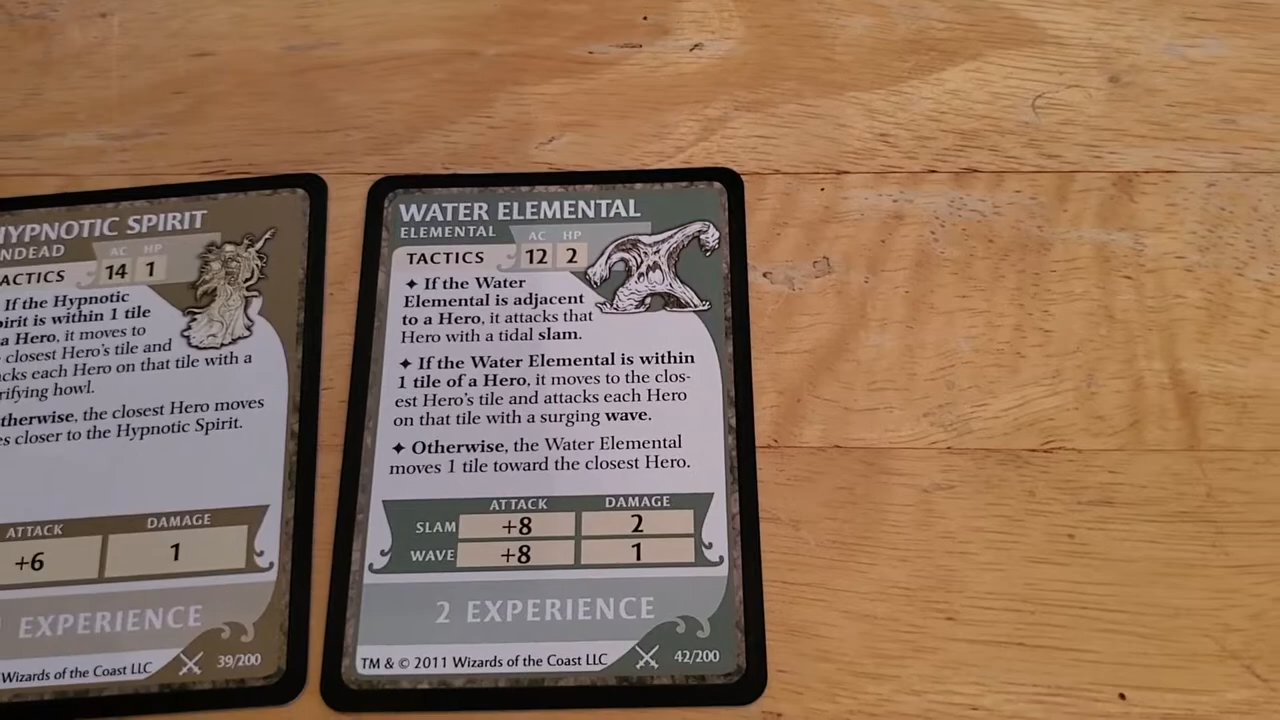 HYPNOTIC SPIRIT
NDEAD
AC HP
ACTICS 14 1
If the Hypnotic
pirit is within 1 tile
a Hero, it moves to
closest Hero's tile and
cks each Hero on that tile with a
rifying howl.
therwise, the closest Hero moves
es closer to the Hypnotic Spirit.
ATTACK DAMAGE
+6 1
EXPERIENCE
Wizards of the Coast LLC 39/200
WATER ELEMENTAL
ELEMENTAL
AC HP
TACTICS 12 2
✦ If the Water
Elemental is adjacent
to a Hero, it attacks that
Hero with a tidal slam.
✦ If the Water Elemental is within
1 tile of a Hero, it moves to the clos-
est Hero's tile and attacks each Hero
on that tile with a surging wave.
✦ Otherwise, the Water Elemental
moves 1 tile toward the closest Hero.
ATTACK DAMAGE
SLAM +8 2
WAVE +8 1
2 EXPERIENCE
TM & © 2011 Wizards of the Coast LLC 42/200